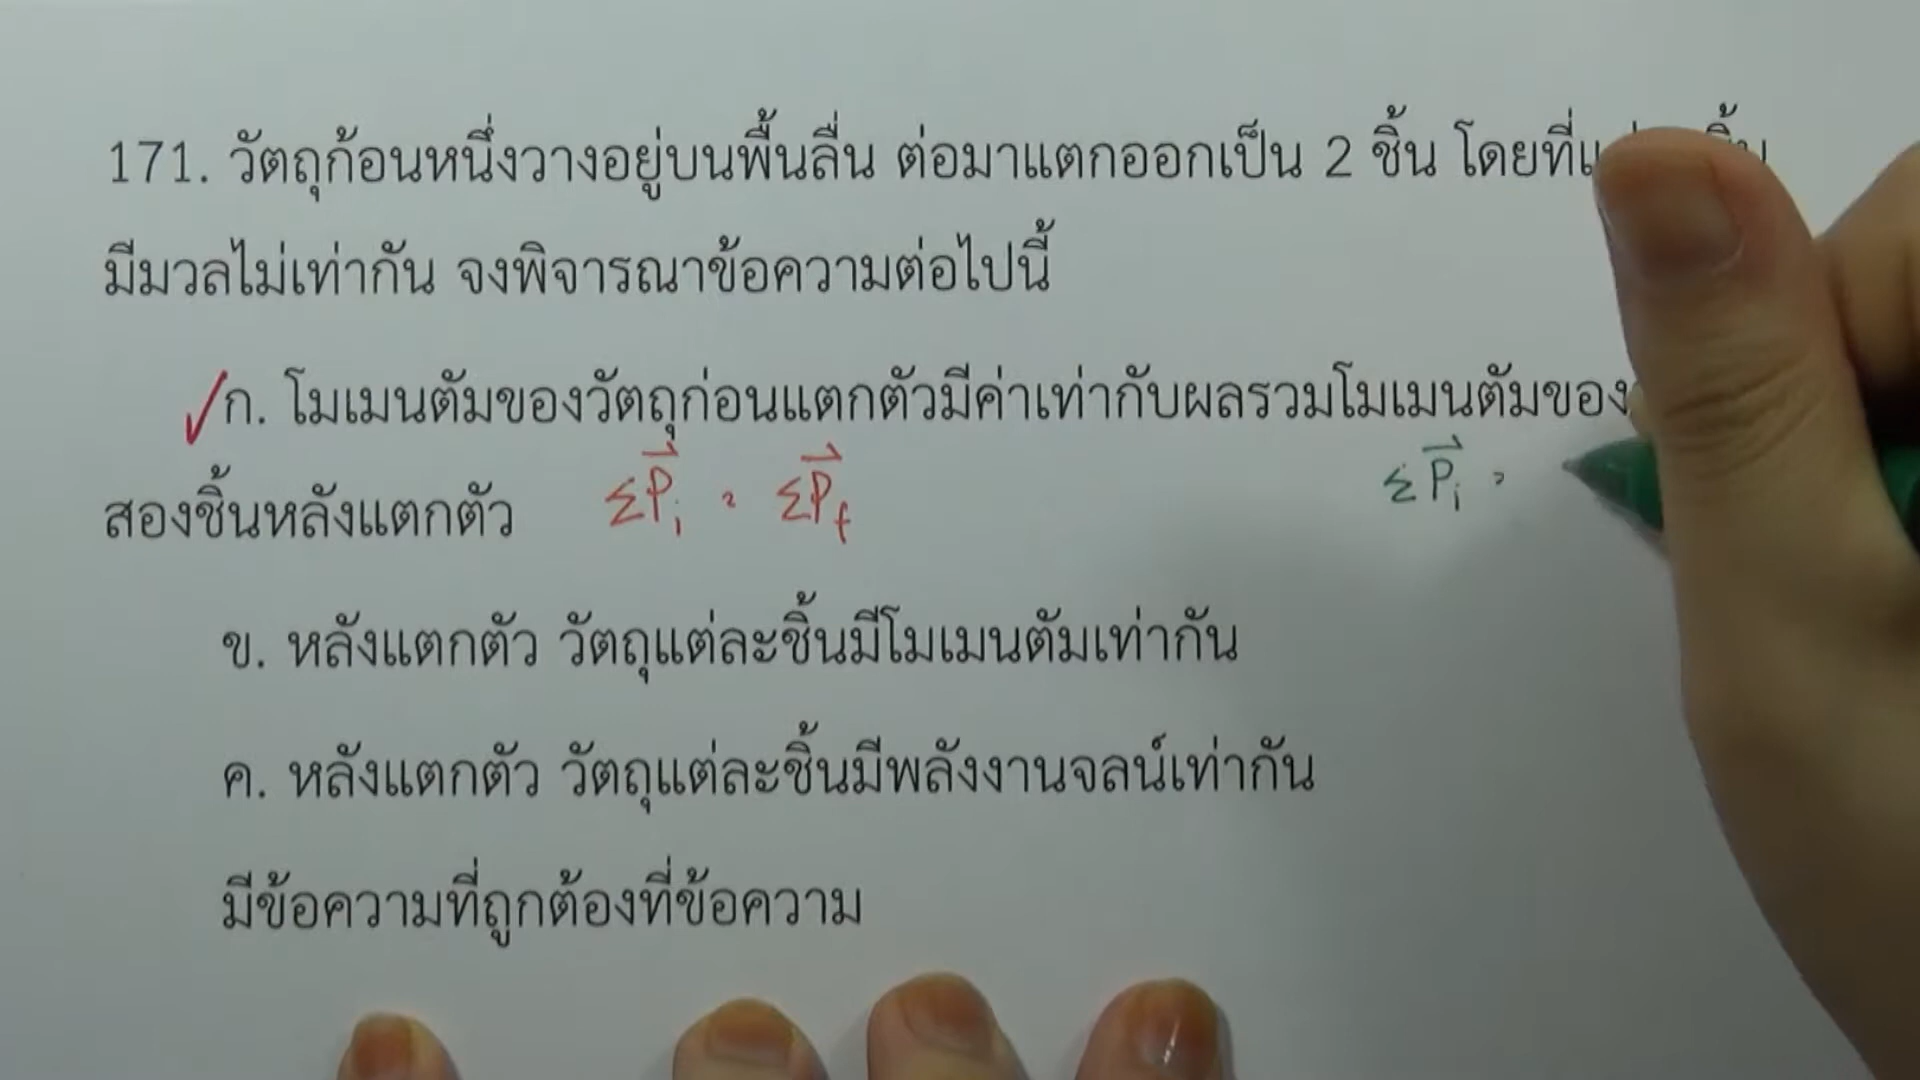 171. วัตถุก้อนหนึ่งวางอยู่บนพื้นลื่น ต่อมาแตกออกเป็น 2 ชิ้น โดยที่
มีมวลไม่เท่ากัน จงพิจารณาข้อความต่อไปนี้
✓ก. โมเมนตัมของวัตถุก่อนแตกตัวมีค่าเท่ากับผลรวมโมเมนตัมของ
สองชิ้นหลังแตกตัว ΣP⃗i = ΣP⃗f ΣP⃗i =
ข. หลังแตกตัว วัตถุแต่ละชิ้นมีโมเมนตัมเท่ากัน
ค. หลังแตกตัว วัตถุแต่ละชิ้นมีพลังงานจลน์เท่ากัน
มีข้อความที่ถูกต้องที่ข้อความ